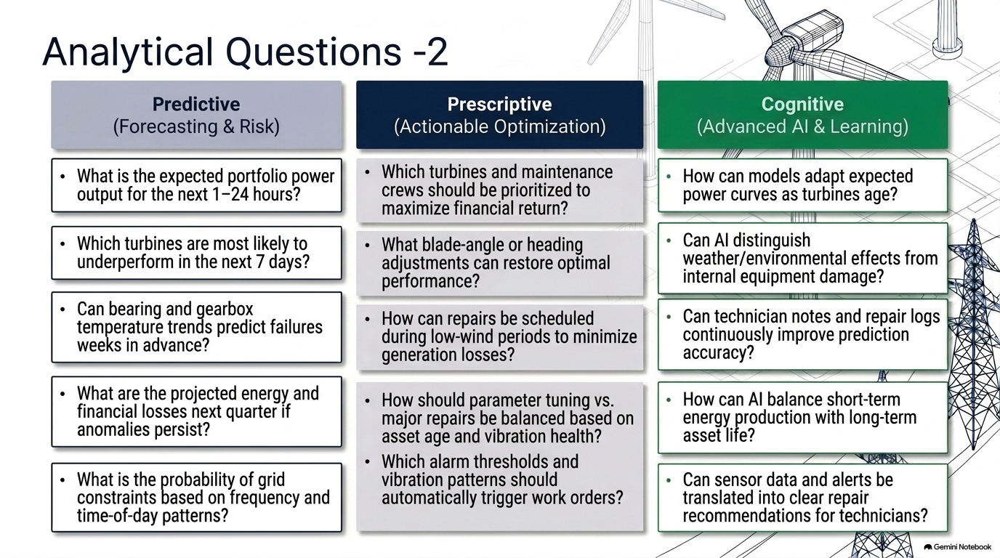 Analytical Questions -2
Predictive
(Forecasting & Risk)
• What is the expected portfolio power
output for the next 1–24 hours?
• Which turbines are most likely to
underperform in the next 7 days?
• Can bearing and gearbox
temperature trends predict failures
weeks in advance?
• What are the projected energy and
financial losses next quarter if
anomalies persist?
• What is the probability of grid
constraints based on frequency and
time-of-day patterns?
Prescriptive
(Actionable Optimization)
• Which turbines and maintenance
crews should be prioritized to
maximize financial return?
• What blade-angle or heading
adjustments can restore optimal
performance?
• How can repairs be scheduled
during low-wind periods to minimize
generation losses?
• How should parameter tuning vs.
major repairs be balanced based on
asset age and vibration health?
• Which alarm thresholds and
vibration patterns should
automatically trigger work orders?
Cognitive
(Advanced AI & Learning)
• How can models adapt expected
power curves as turbines age?
• Can AI distinguish
weather/environmental effects from
internal equipment damage?
• Can technician notes and repair logs
continuously improve prediction
accuracy?
• How can AI balance short-term
energy production with long-term
asset life?
• Can sensor data and alerts be
translated into clear repair
recommendations for technicians?
Gemini Notebook